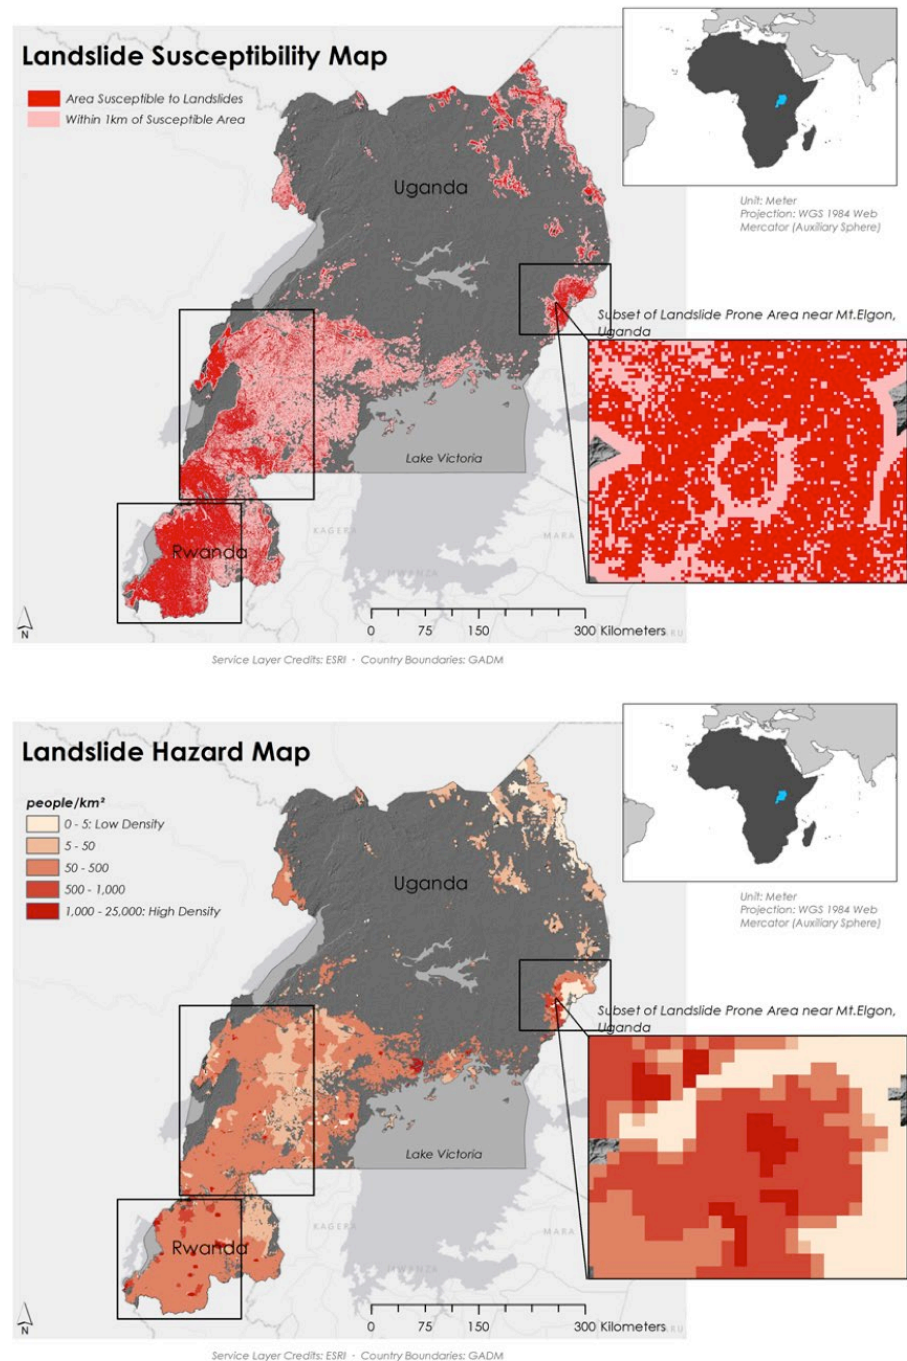 Landslide Susceptibility Map
Area Susceptible to Landslides
Within 1km of Susceptible Area
Uganda
Unit: Meter
Projection: WGS 1984 Web
Mercator (Auxiliary Sphere)
Subset of Landslide Prone Area near Mt.Elgon,
Uganda
Lake Victoria
Rwanda
KAGERA
MARA
MWANZA
N
0 75 150 300 Kilometers
Service Layer Credits: ESRI · Country Boundaries: GADM
Landslide Hazard Map
people/km²
0 - 5: Low Density
5 - 50
50 - 500
500 - 1,000
1,000 - 25,000: High Density
Uganda
Unit: Meter
Projection: WGS 1984 Web
Mercator (Auxiliary Sphere)
Subset of Landslide Prone Area near Mt.Elgon,
Uganda
Lake Victoria
Rwanda
KAGERA
MARA
MWANZA
N
0 75 150 300 Kilometers
Service Layer Credits: ESRI · Country Boundaries: GADM